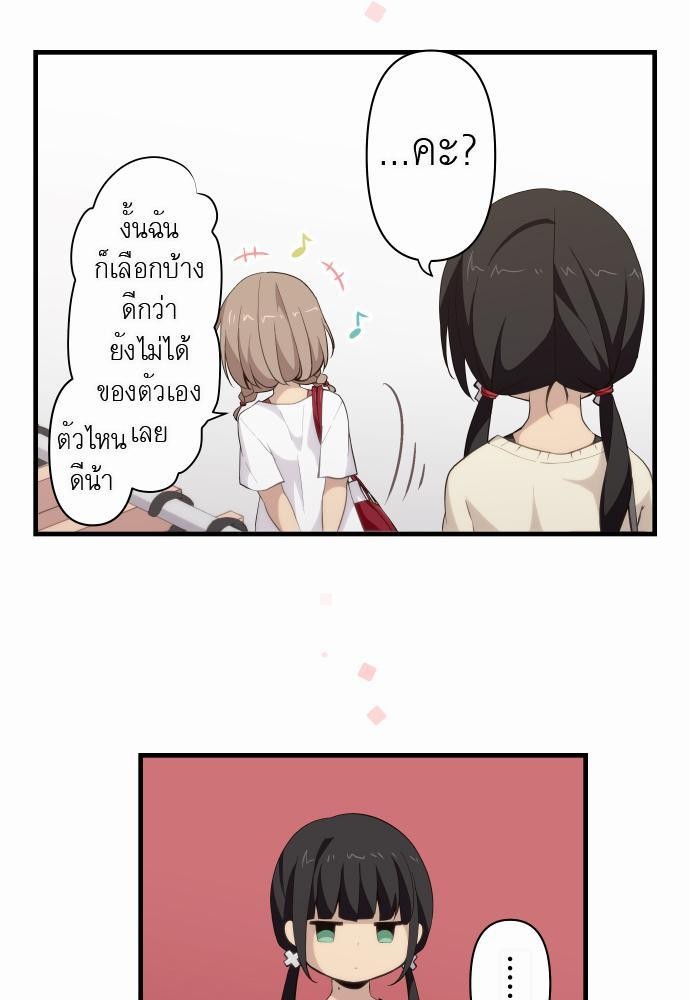 ...คะ?
งั้นฉัน
ก็เลือกบ้าง
ดีกว่า
ยังไม่ได้
ของตัวเอง
เลย
ตัวไหน
ดีน้า
......